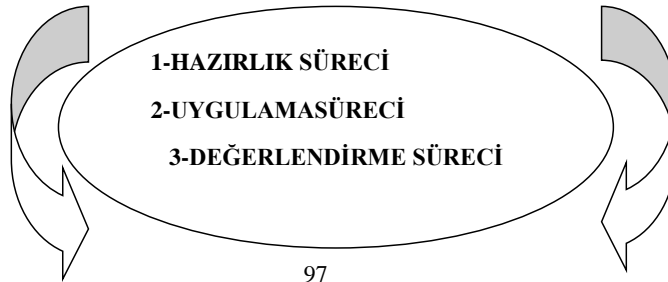 1-HAZIRLIK SÜRECİ
2-UYGULAMASÜRECİ
3-DEĞERLENDİRME SÜRECİ
97